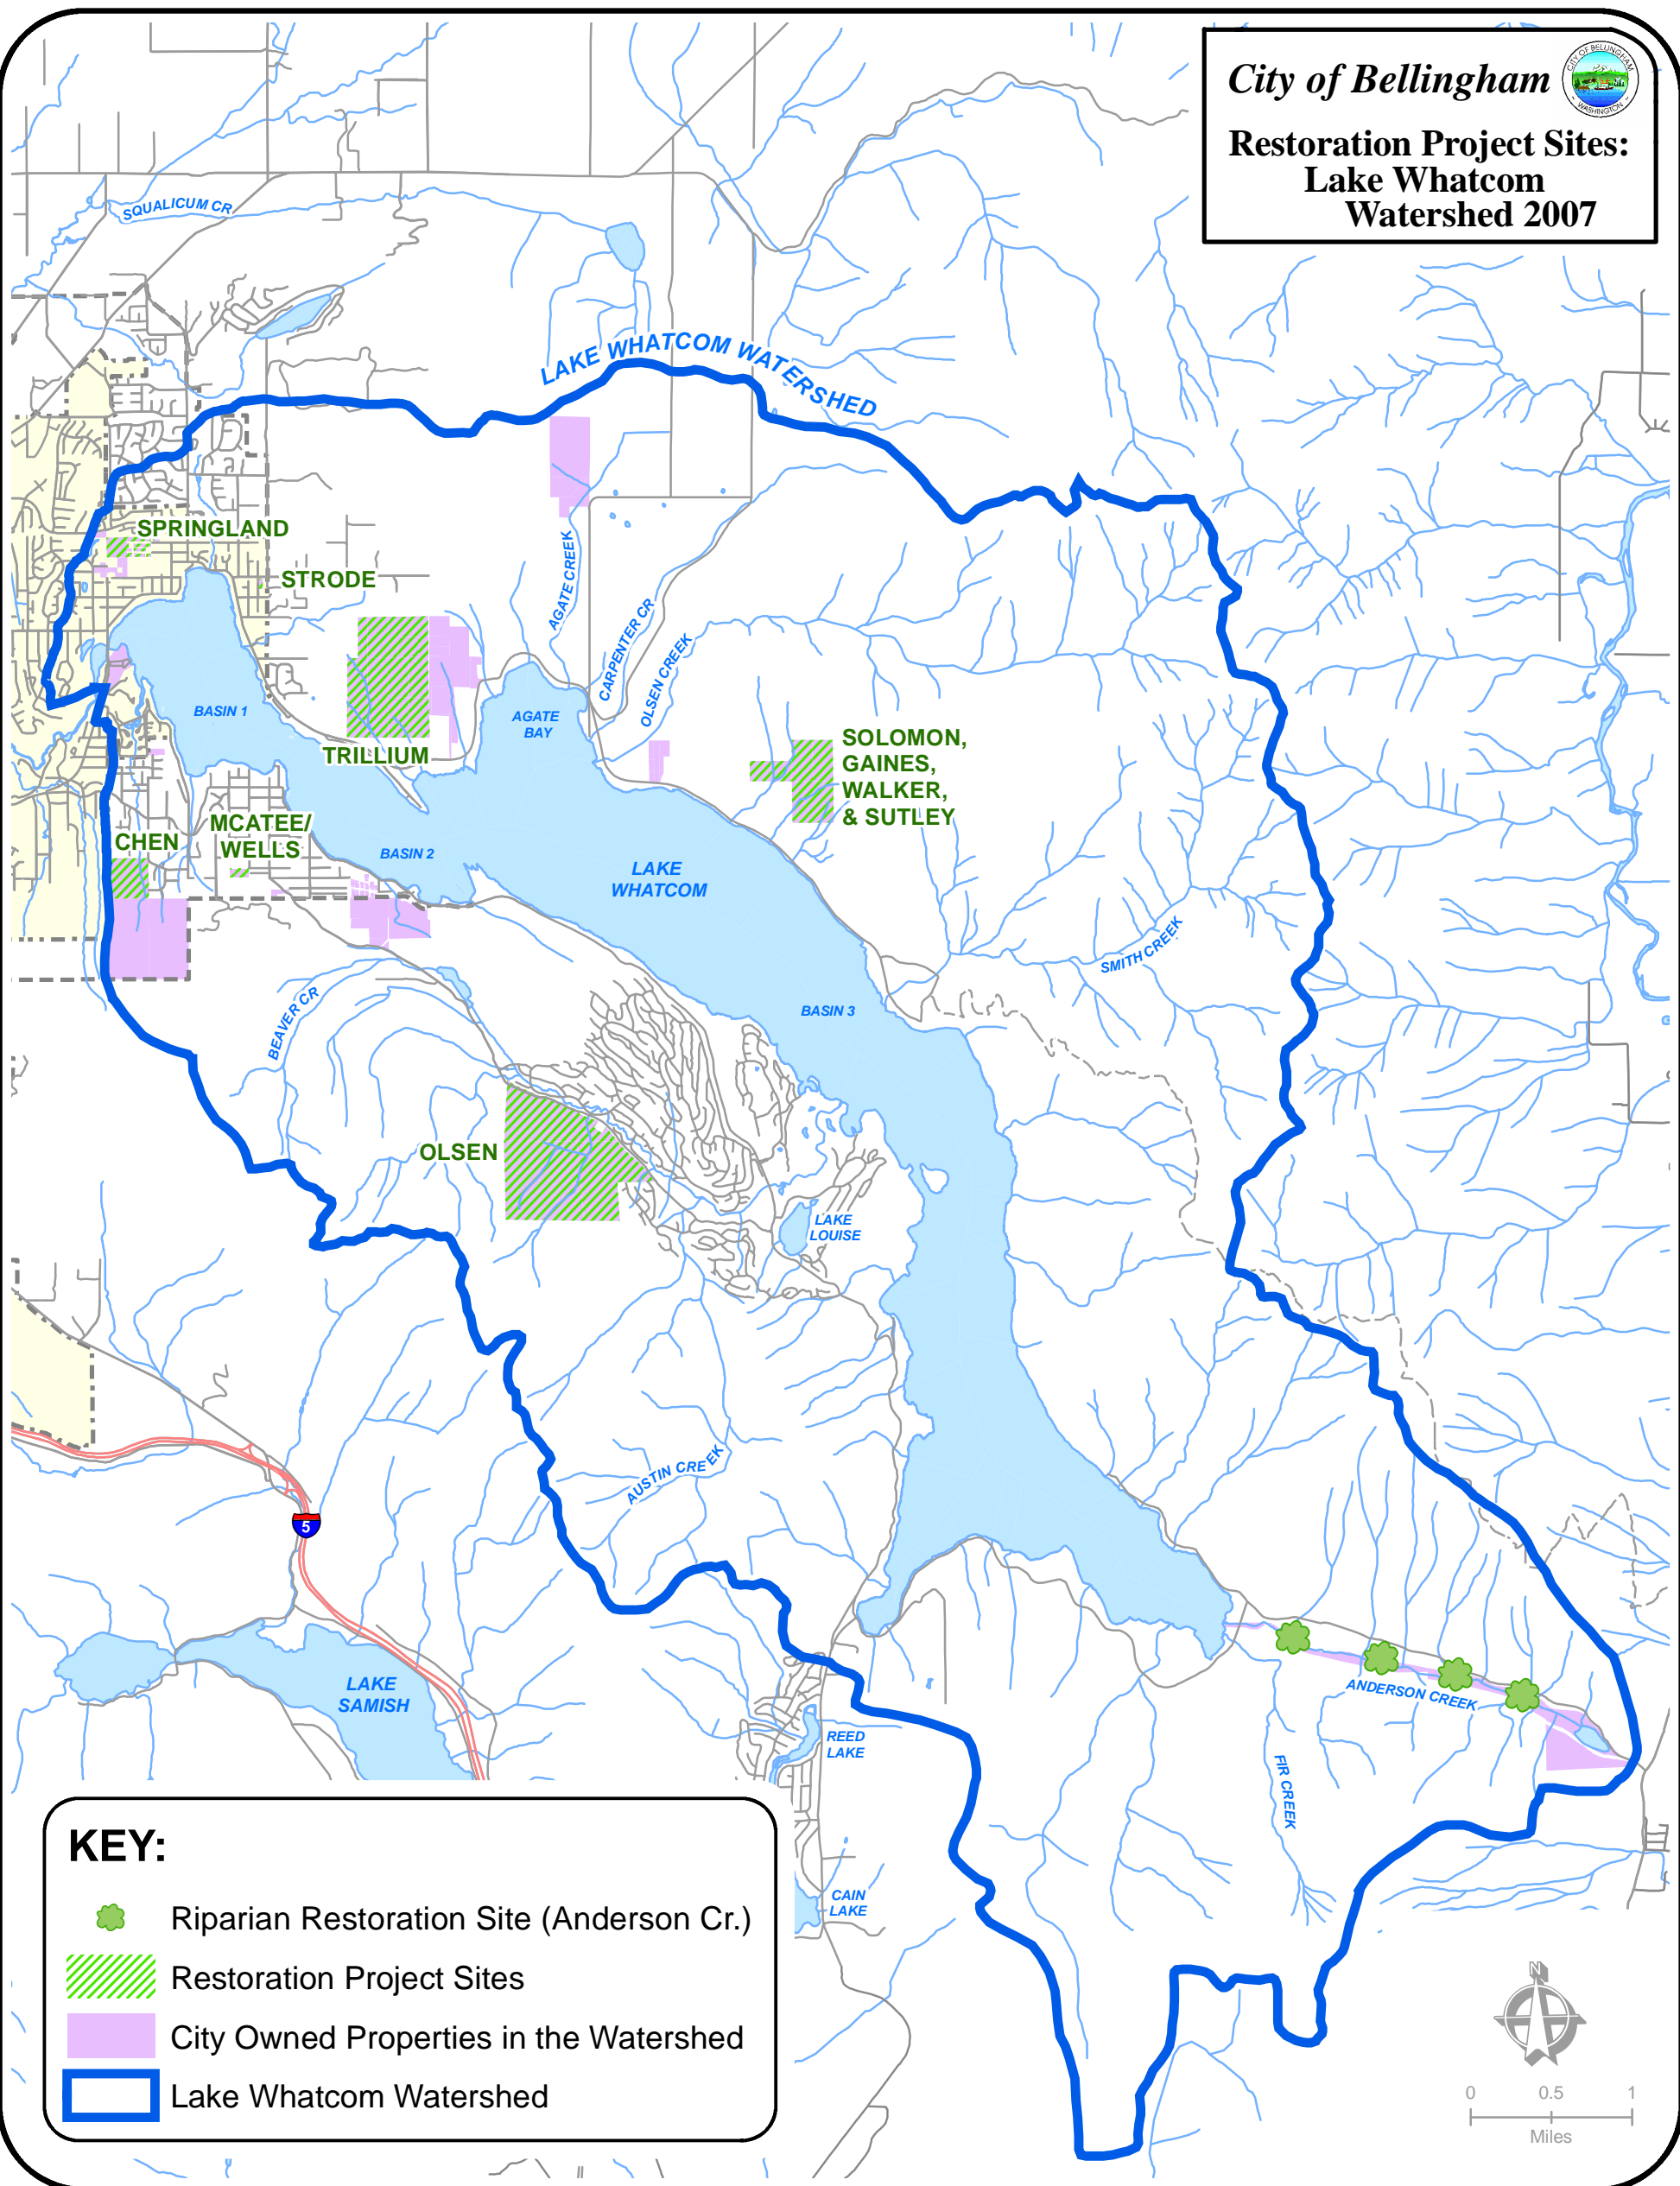 City of Bellingham
CITY OF BELLINGHAM
WASHINGTON
Restoration Project Sites:
Lake Whatcom
Watershed 2007
SQUALICUM CR
LAKE WHATCOM WATERSHED
SPRINGLAND
STRODE
AGATE CREEK
CARPENTER CR
OLSEN CREEK
BASIN 1
AGATE
BAY
TRILLIUM
SOLOMON,
GAINES,
WALKER,
& SUTLEY
CHEN
MCATEE/
WELLS
BASIN 2
LAKE
WHATCOM
SMITH CREEK
BASIN 3
BEAVER CR
OLSEN
LAKE
LOUISE
AUSTIN CREEK
5
LAKE
SAMISH
ANDERSON CREEK
REED
LAKE
FIR CREEK
CAIN
LAKE
KEY:
Riparian Restoration Site (Anderson Cr.)
Restoration Project Sites
City Owned Properties in the Watershed
Lake Whatcom Watershed
N
0 0.5 1
Miles